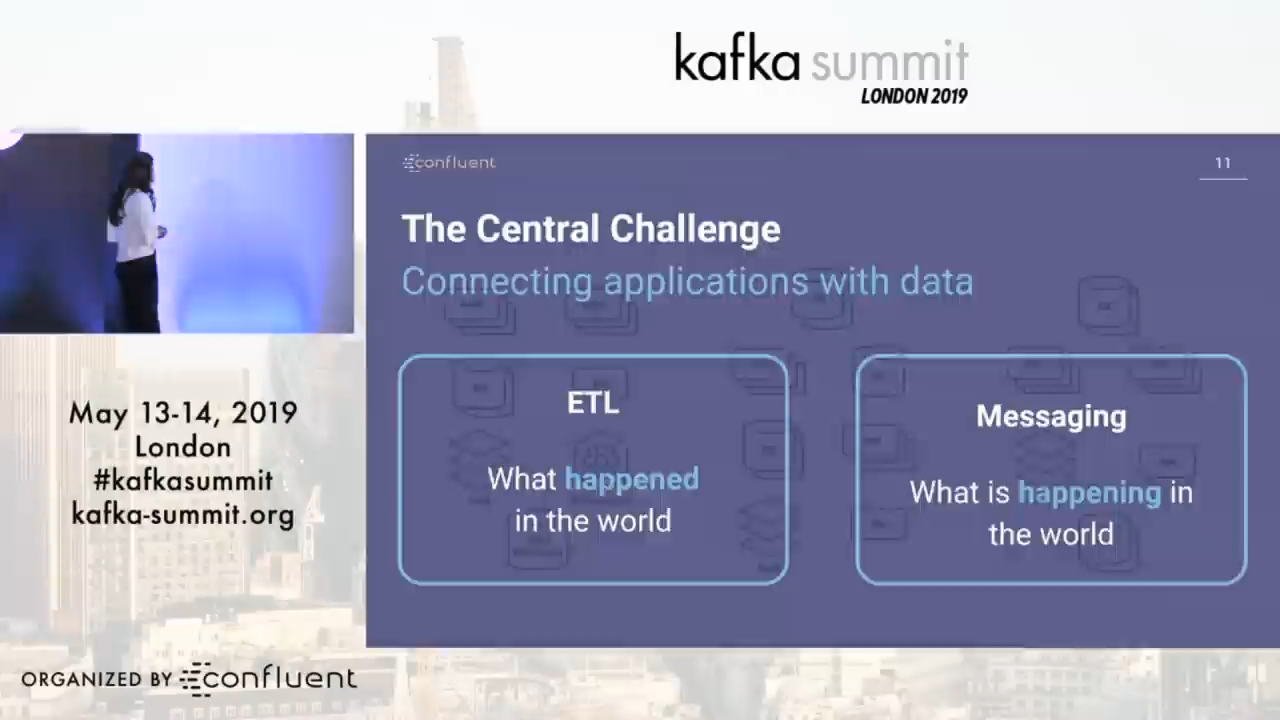 kafka summit
LONDON 2019
confluent
11
The Central Challenge
Connecting applications with data
ETL
What happened
in the world
Messaging
What is happening in
the world
May 13-14, 2019
London
#kafkasummit
kafka-summit.org
ORGANIZED BY confluent